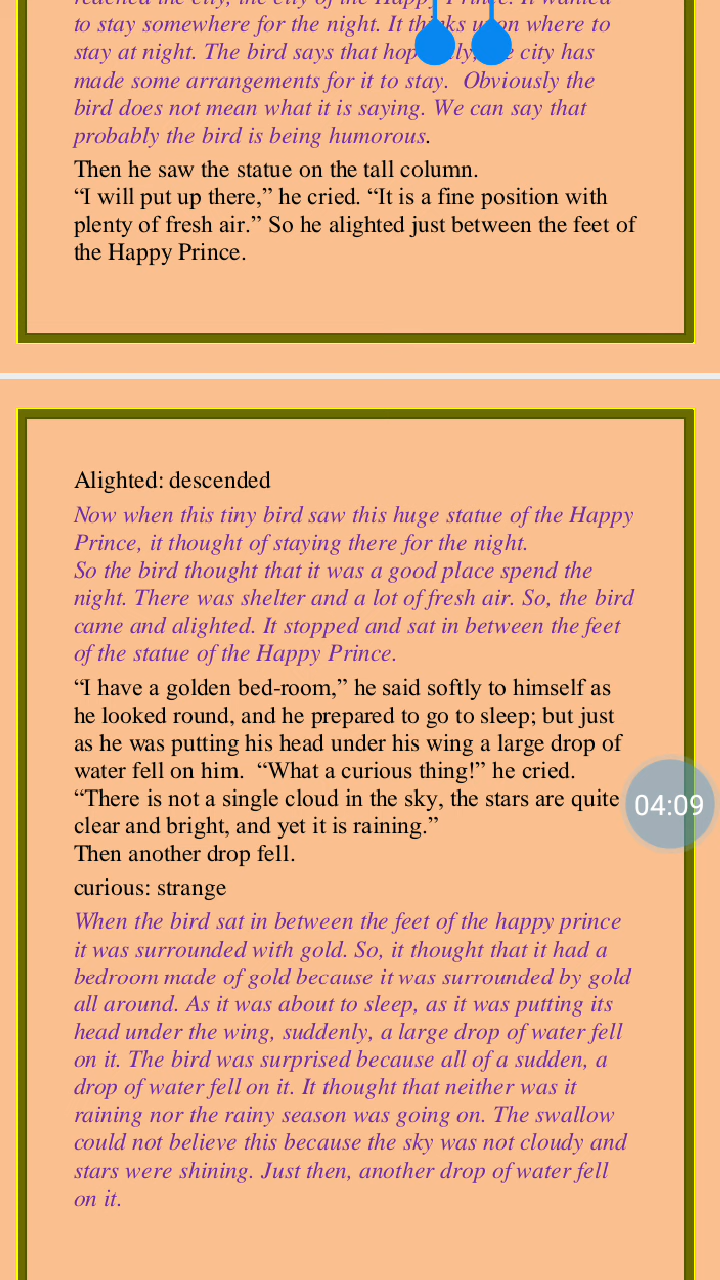 reached the city, the city of the Happy Prince. It wanted
to stay somewhere for the night. It thinks upon where to
stay at night. The bird says that city has
made some arrangements for it to stay.  Obviously the
bird does not mean what it is saying. We can say that
probably the bird is being humorous.
Then he saw the statue on the tall column.
“I will put up there,” he cried. “It is a fine position with
plenty of fresh air.” So he alighted just between the feet of
the Happy Prince.
Alighted: descended
Now when this tiny bird saw this huge statue of the Happy
Prince, it thought of staying there for the night.
So the bird thought that it was a good place spend the
night. There was shelter and a lot of fresh air. So, the bird
came and alighted. It stopped and sat in between the feet
of the statue of the Happy Prince.
“I have a golden bed-room,” he said softly to himself as
he looked round, and he prepared to go to sleep; but just
as he was putting his head under his wing a large drop of
water fell on him.  “What a curious thing!” he cried.
“There is not a single cloud in the sky, the stars are quite
clear and bright, and yet it is raining.”
04:09
Then another drop fell.
curious: strange
When the bird sat in between the feet of the happy prince
it was surrounded with gold. So, it thought that it had a
bedroom made of gold because it was surrounded by gold
all around. As it was about to sleep, as it was putting its
head under the wing, suddenly, a large drop of water fell
on it. The bird was surprised because all of a sudden, a
drop of water fell on it. It thought that neither was it
raining nor the rainy season was going on. The swallow
could not believe this because the sky was not cloudy and
stars were shining. Just then, another drop of water fell
on it.